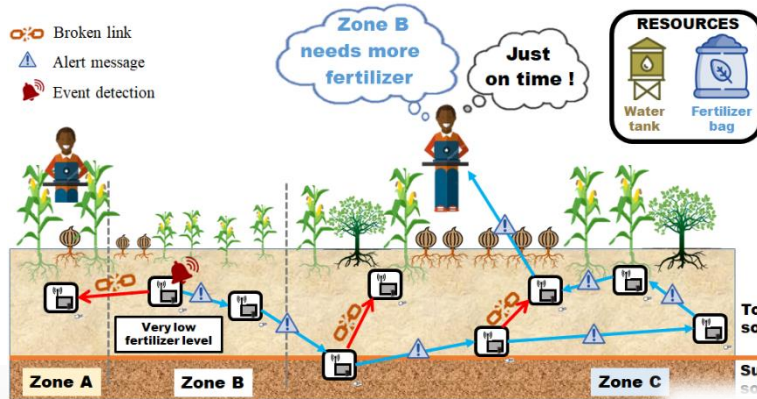 Broken link
Alert message
Event detection
Zone B
needs more
fertilizer
Just
on time !
RESOURCES
Water
tank
Fertilizer
bag
Very low
fertilizer level
Zone A
Zone B
Zone C